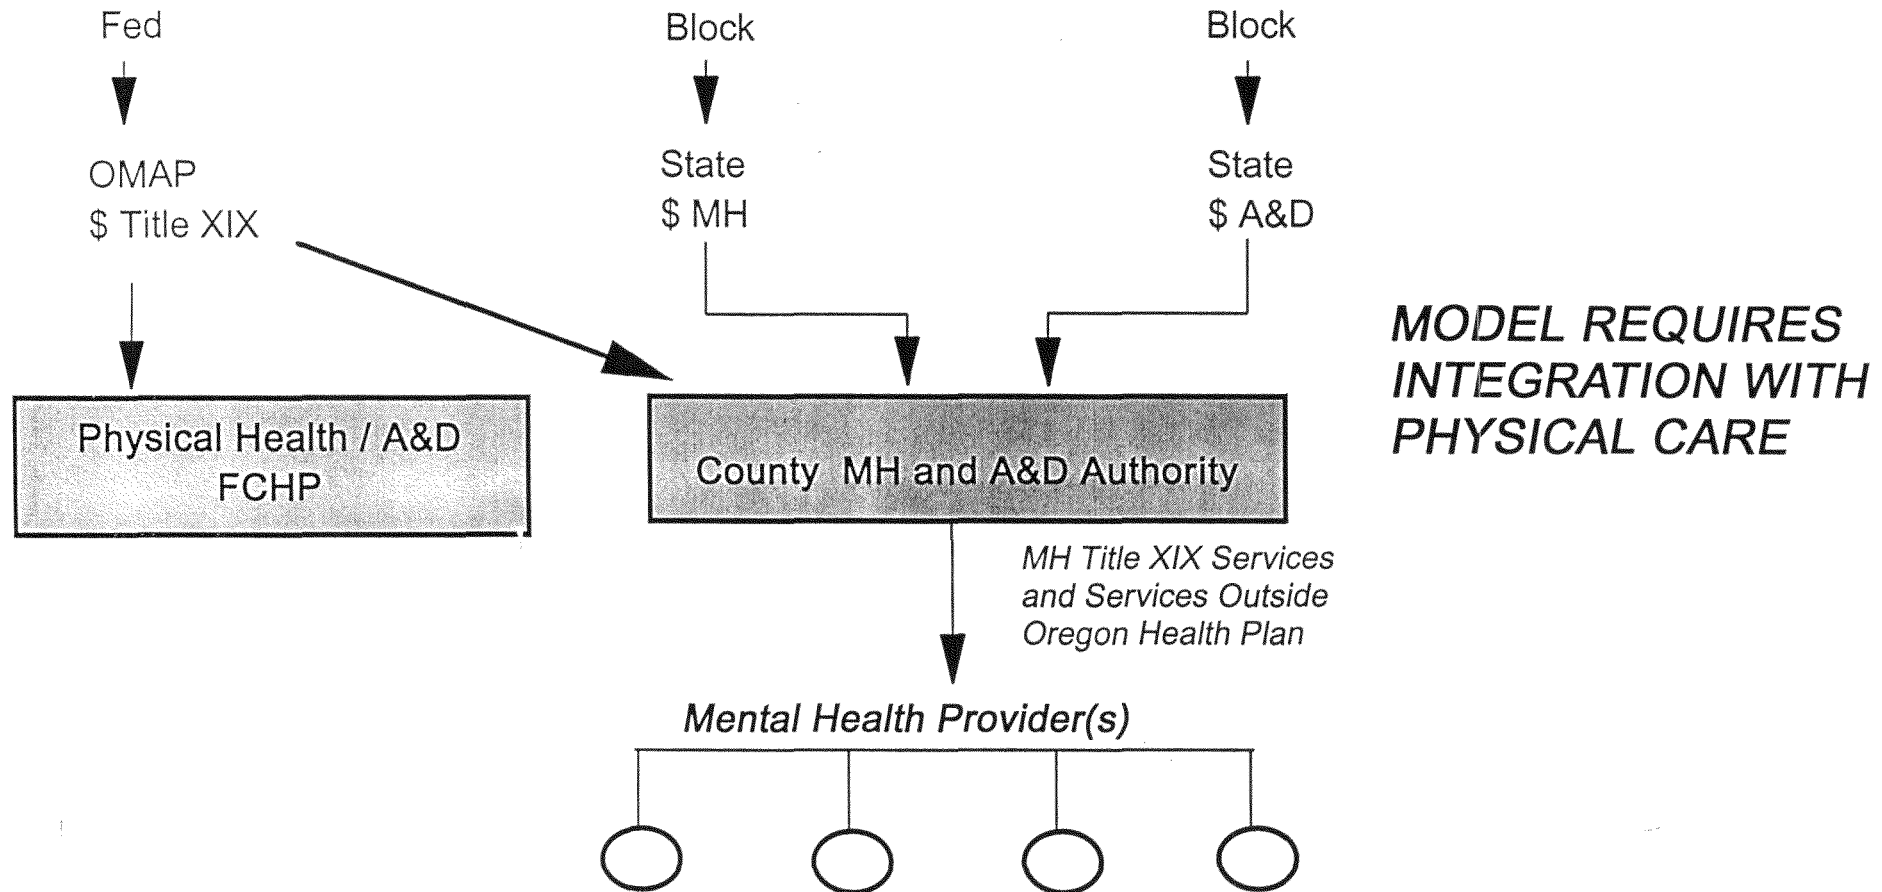 Fed
Block
Block
OMAP
$ Title XIX
State
$ MH
State
$ A&D
MODEL REQUIRES
INTEGRATION WITH
PHYSICAL CARE
Physical Health / A&D
FCHP
County MH and A&D Authority
MH Title XIX Services
and Services Outside
Oregon Health Plan
Mental Health Provider(s)